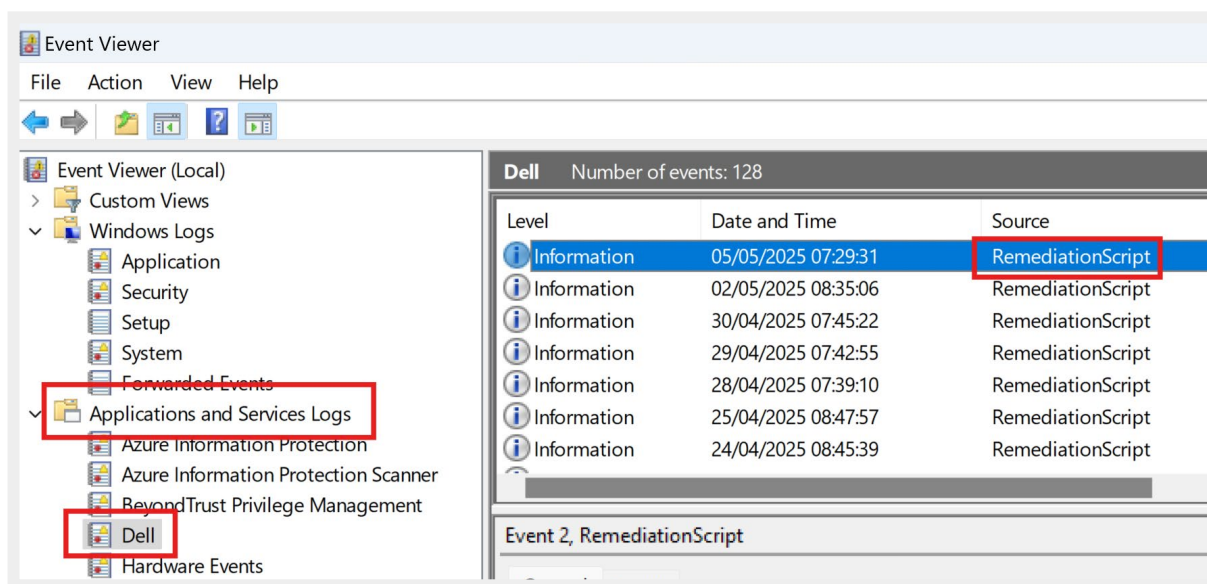 Event Viewer
File Action View Help
Event Viewer (Local)
Custom Views
Windows Logs
Application
Security
Setup
System
Forwarded Events
Applications and Services Logs
Azure Information Protection
Azure Information Protection Scanner
BeyondTrust Privilege Management
Dell
Hardware Events
Dell Number of events: 128
Level Date and Time Source
Information 05/05/2025 07:29:31 RemediationScript
Information 02/05/2025 08:35:06 RemediationScript
Information 30/04/2025 07:45:22 RemediationScript
Information 29/04/2025 07:42:55 RemediationScript
Information 28/04/2025 07:39:10 RemediationScript
Information 25/04/2025 08:47:57 RemediationScript
Information 24/04/2025 08:45:39 RemediationScript
Event 2, RemediationScript